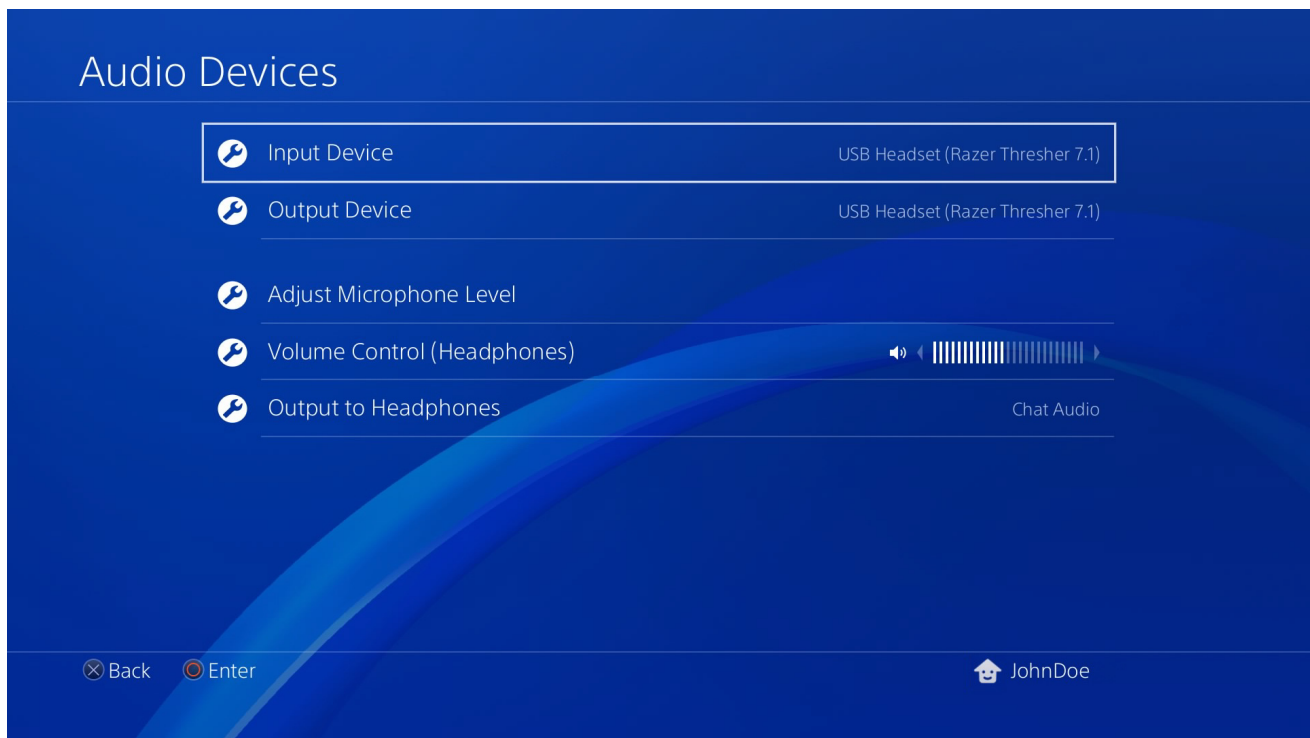 Audio Devices
Input Device USB Headset (Razer Thresher 7.1)
Output Device USB Headset (Razer Thresher 7.1)
Adjust Microphone Level
Volume Control (Headphones)
Output to Headphones Chat Audio
Back Enter JohnDoe